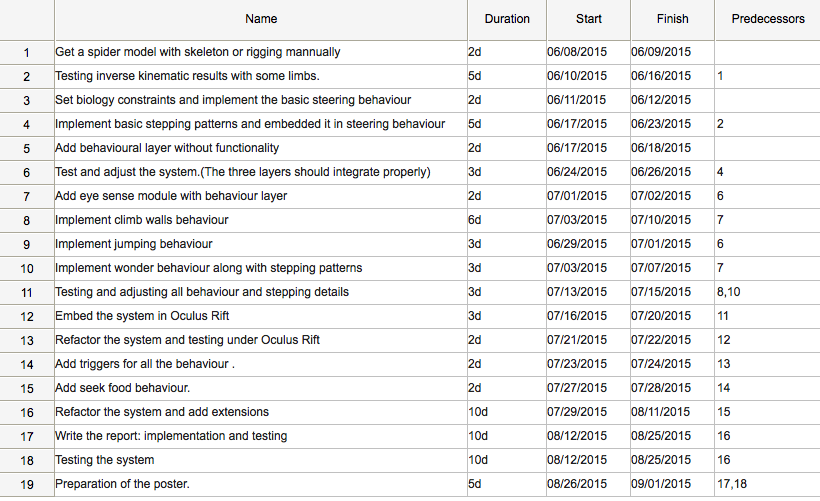 Name Duration Start Finish Predecessors
1 Get a spider model with skeleton or rigging mannually 2d 06/08/2015 06/09/2015
2 Testing inverse kinematic results with some limbs. 5d 06/10/2015 06/16/2015 1
3 Set biology constraints and implement the basic steering behaviour 2d 06/11/2015 06/12/2015
4 Implement basic stepping patterns and embedded it in steering behaviour 5d 06/17/2015 06/23/2015 2
5 Add behavioural layer without functionality 2d 06/17/2015 06/18/2015
6 Test and adjust the system.(The three layers should integrate properly) 3d 06/24/2015 06/26/2015 4
7 Add eye sense module with behaviour layer 2d 07/01/2015 07/02/2015 6
8 Implement climb walls behaviour 6d 07/03/2015 07/10/2015 7
9 Implement jumping behaviour 3d 06/29/2015 07/01/2015 6
10 Implement wonder behaviour along with stepping patterns 3d 07/03/2015 07/07/2015 7
11 Testing and adjusting all behaviour and stepping details 3d 07/13/2015 07/15/2015 8,10
12 Embed the system in Oculus Rift 3d 07/16/2015 07/20/2015 11
13 Refactor the system and testing under Oculus Rift 2d 07/21/2015 07/22/2015 12
14 Add triggers for all the behaviour . 2d 07/23/2015 07/24/2015 13
15 Add seek food behaviour. 2d 07/27/2015 07/28/2015 14
16 Refactor the system and add extensions 10d 07/29/2015 08/11/2015 15
17 Write the report: implementation and testing 10d 08/12/2015 08/25/2015 16
18 Testing the system 10d 08/12/2015 08/25/2015 16
19 Preparation of the poster. 5d 08/26/2015 09/01/2015 17,18